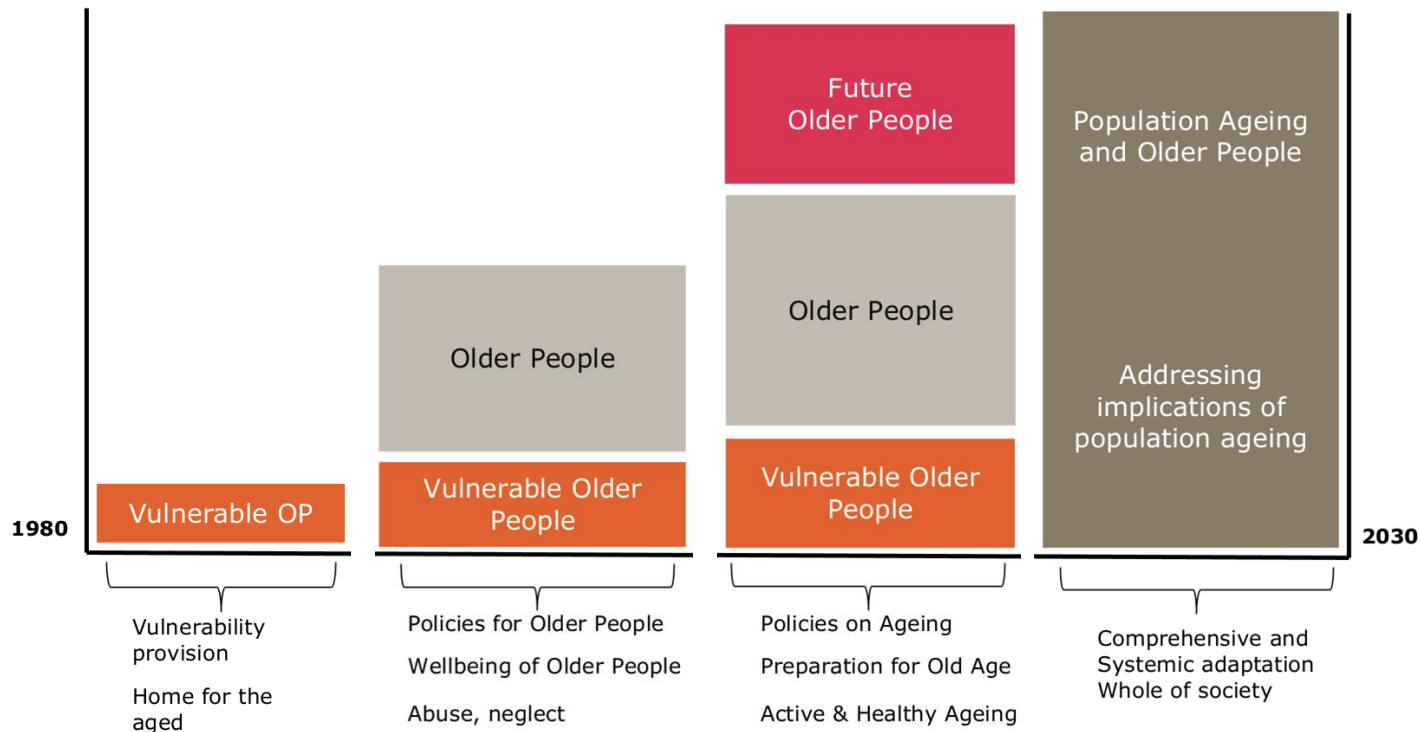 Future
Older People
Population Ageing
and Older People
Older People
Older People
Addressing
implications of
population ageing
Vulnerable OP
Vulnerable Older
People
Vulnerable Older
People
1980
2030
Vulnerability
provision
Home for the
aged
Policies for Older People
Wellbeing of Older People
Abuse, neglect
Policies on Ageing
Preparation for Old Age
Active & Healthy Ageing
Comprehensive and
Systemic adaptation
Whole of society